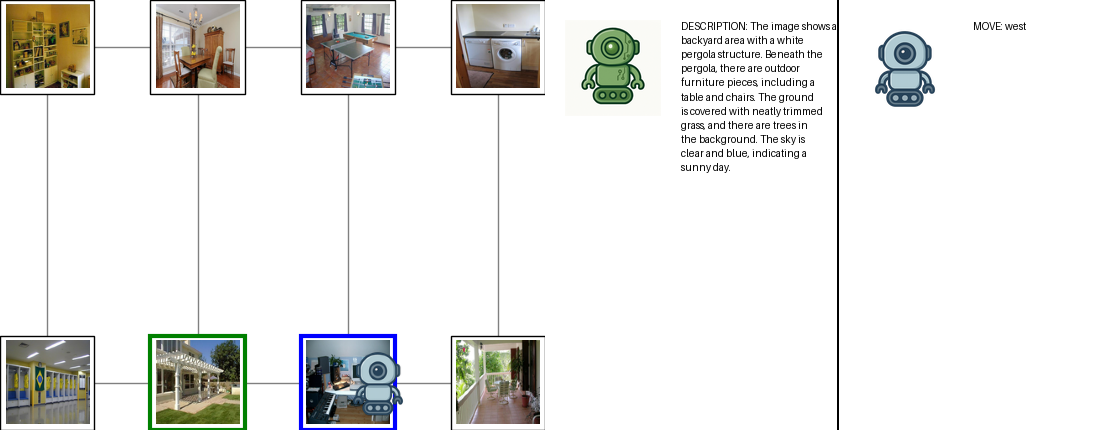 DESCRIPTION: The image shows a
backyard area with a white
pergola structure. Beneath the
pergola, there are outdoor
furniture pieces, including a
table and chairs. The ground
is covered with neatly trimmed
grass, and there are trees in
the background. The sky is
clear and blue, indicating a
sunny day.
MOVE: west